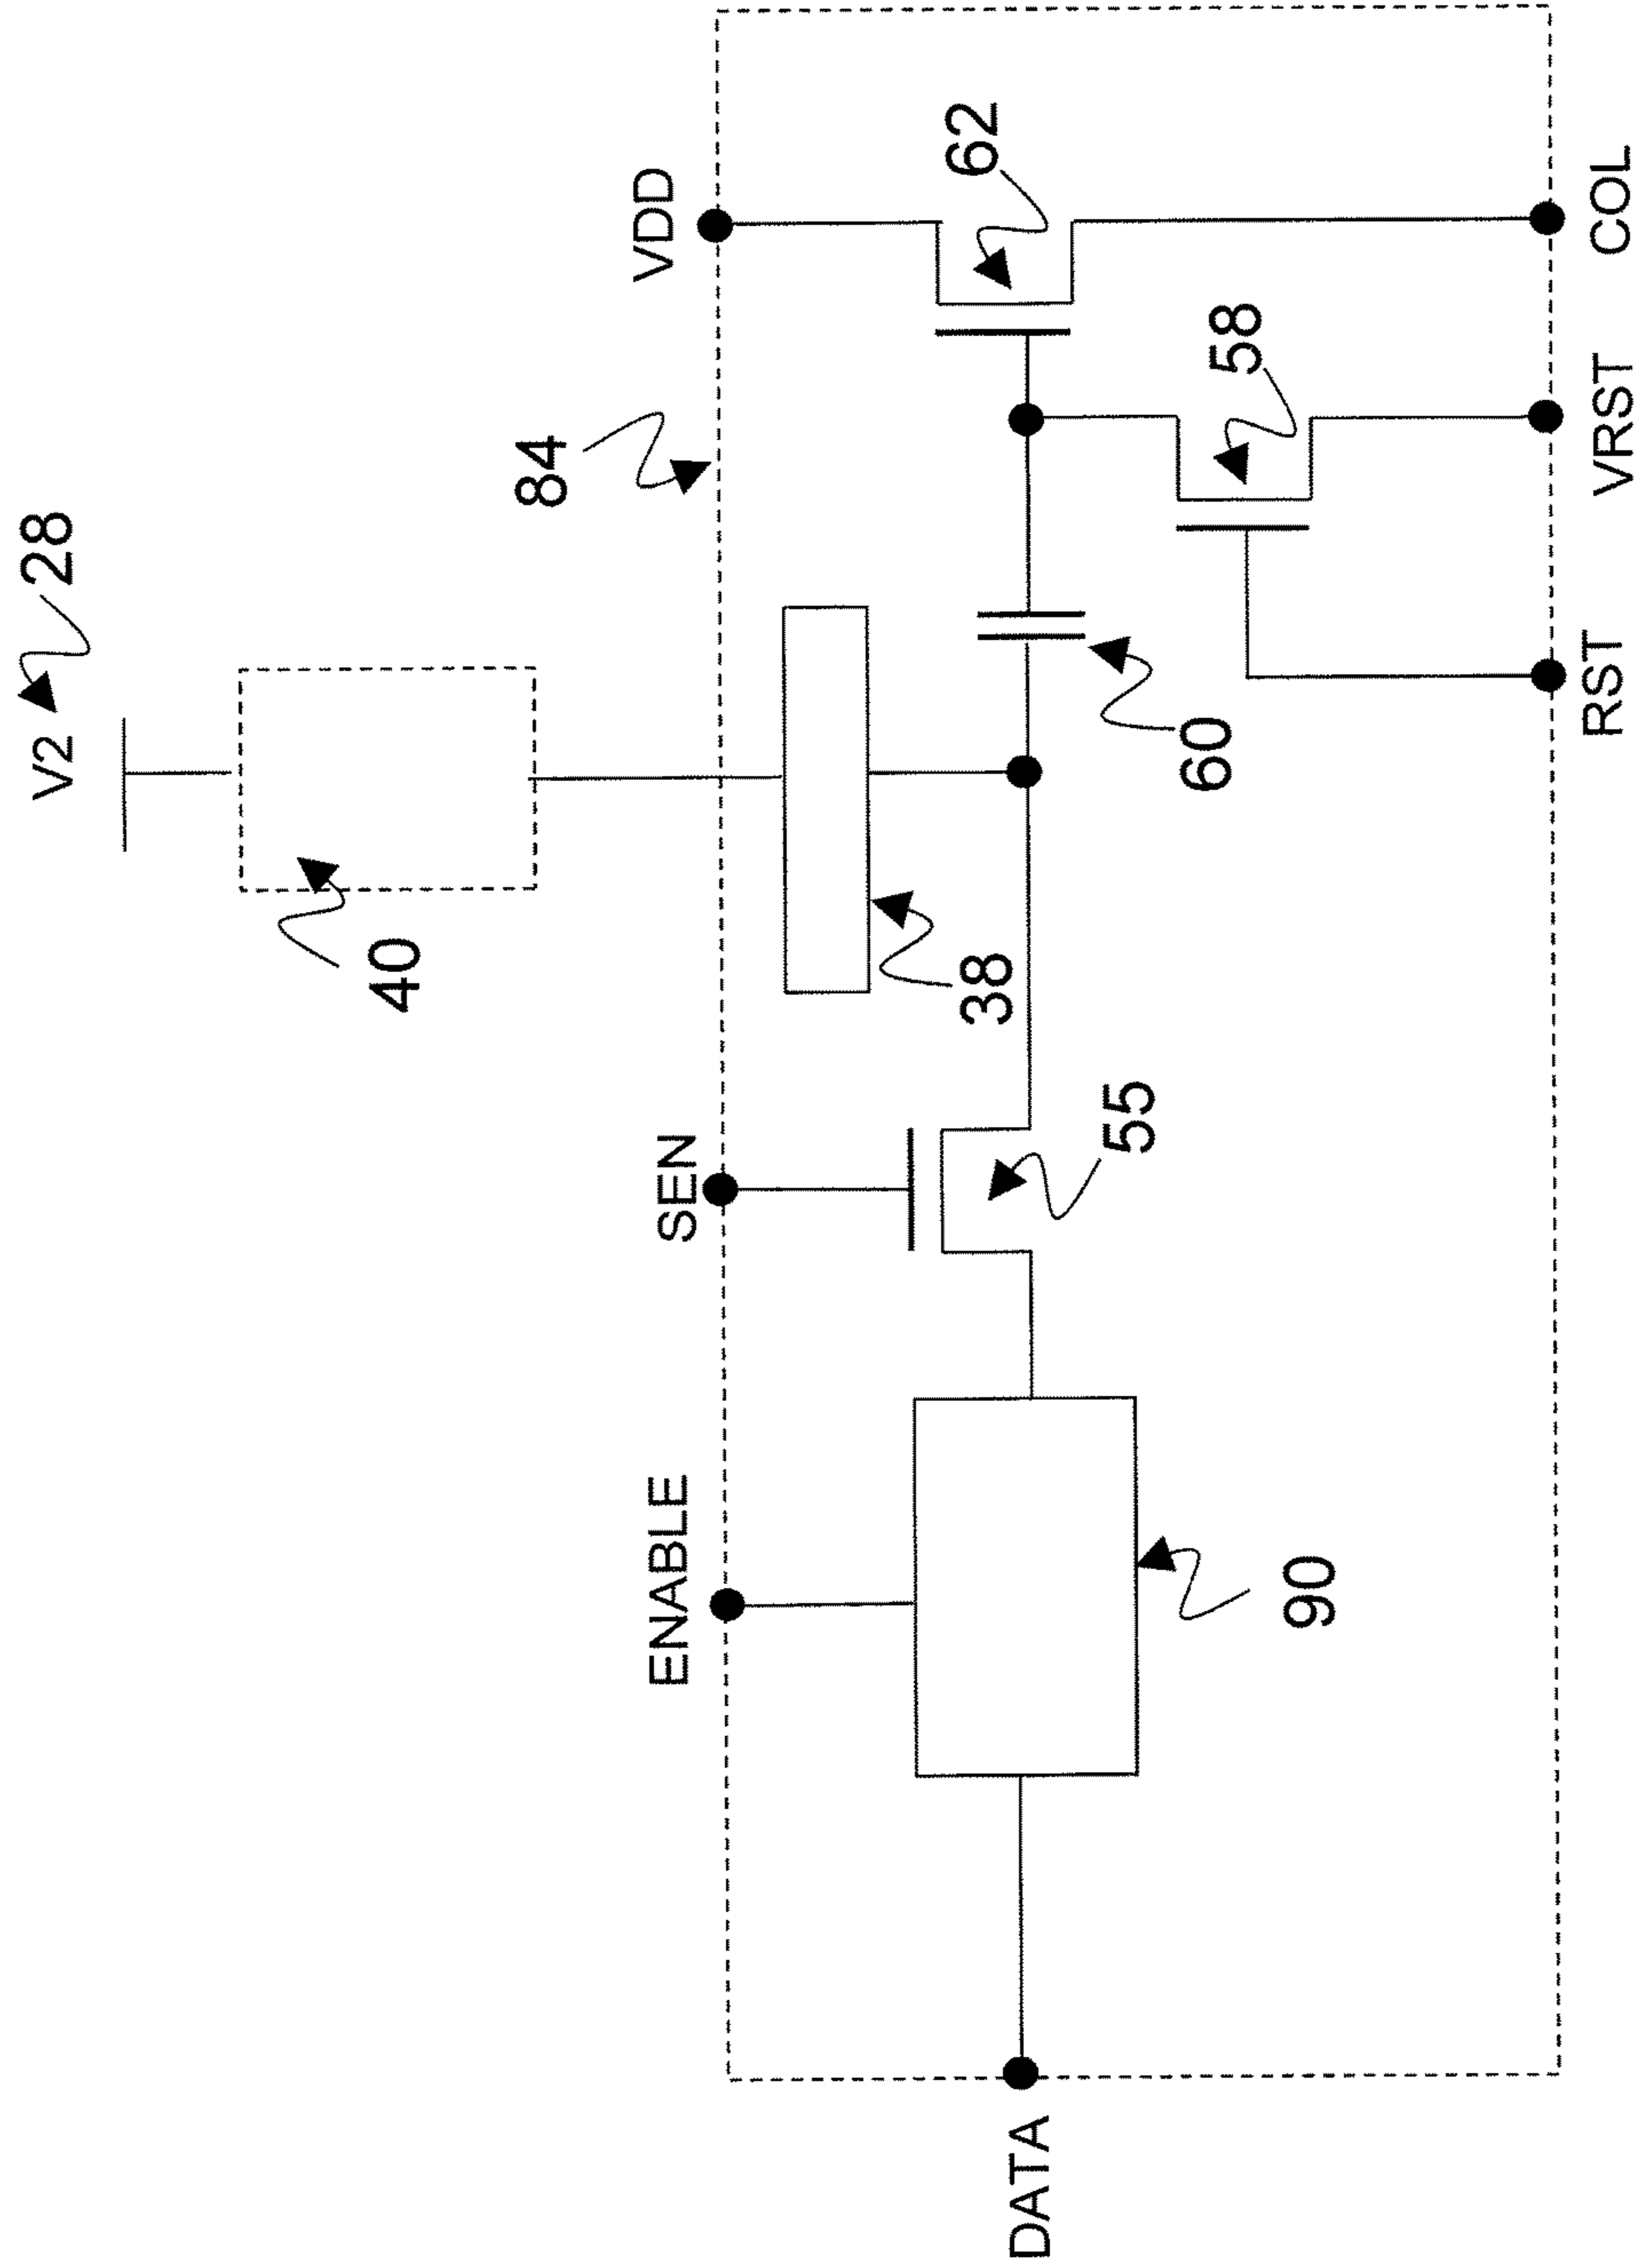 V2 28
40
84
VDD
SEN
ENABLE
38
62
55
60
58
90
DATA
RST
VRST
COL